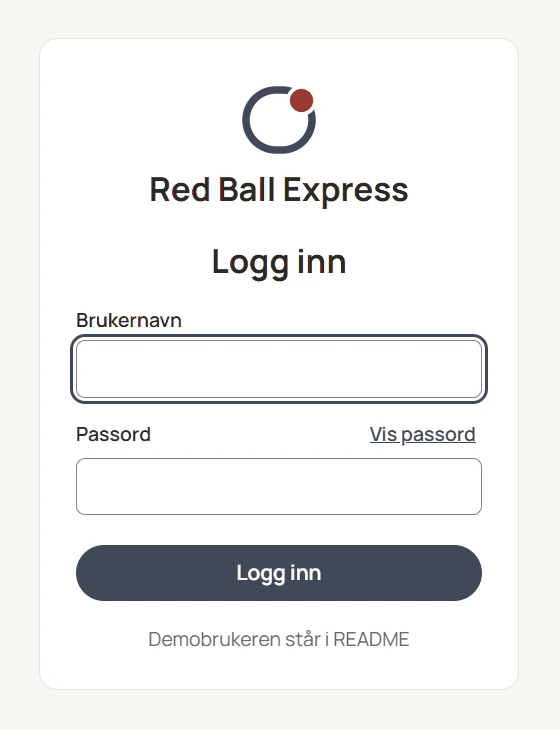 Red Ball Express
Logg inn
Brukernavn
Passord
Vis passord
Logg inn
Demobrukeren står i README